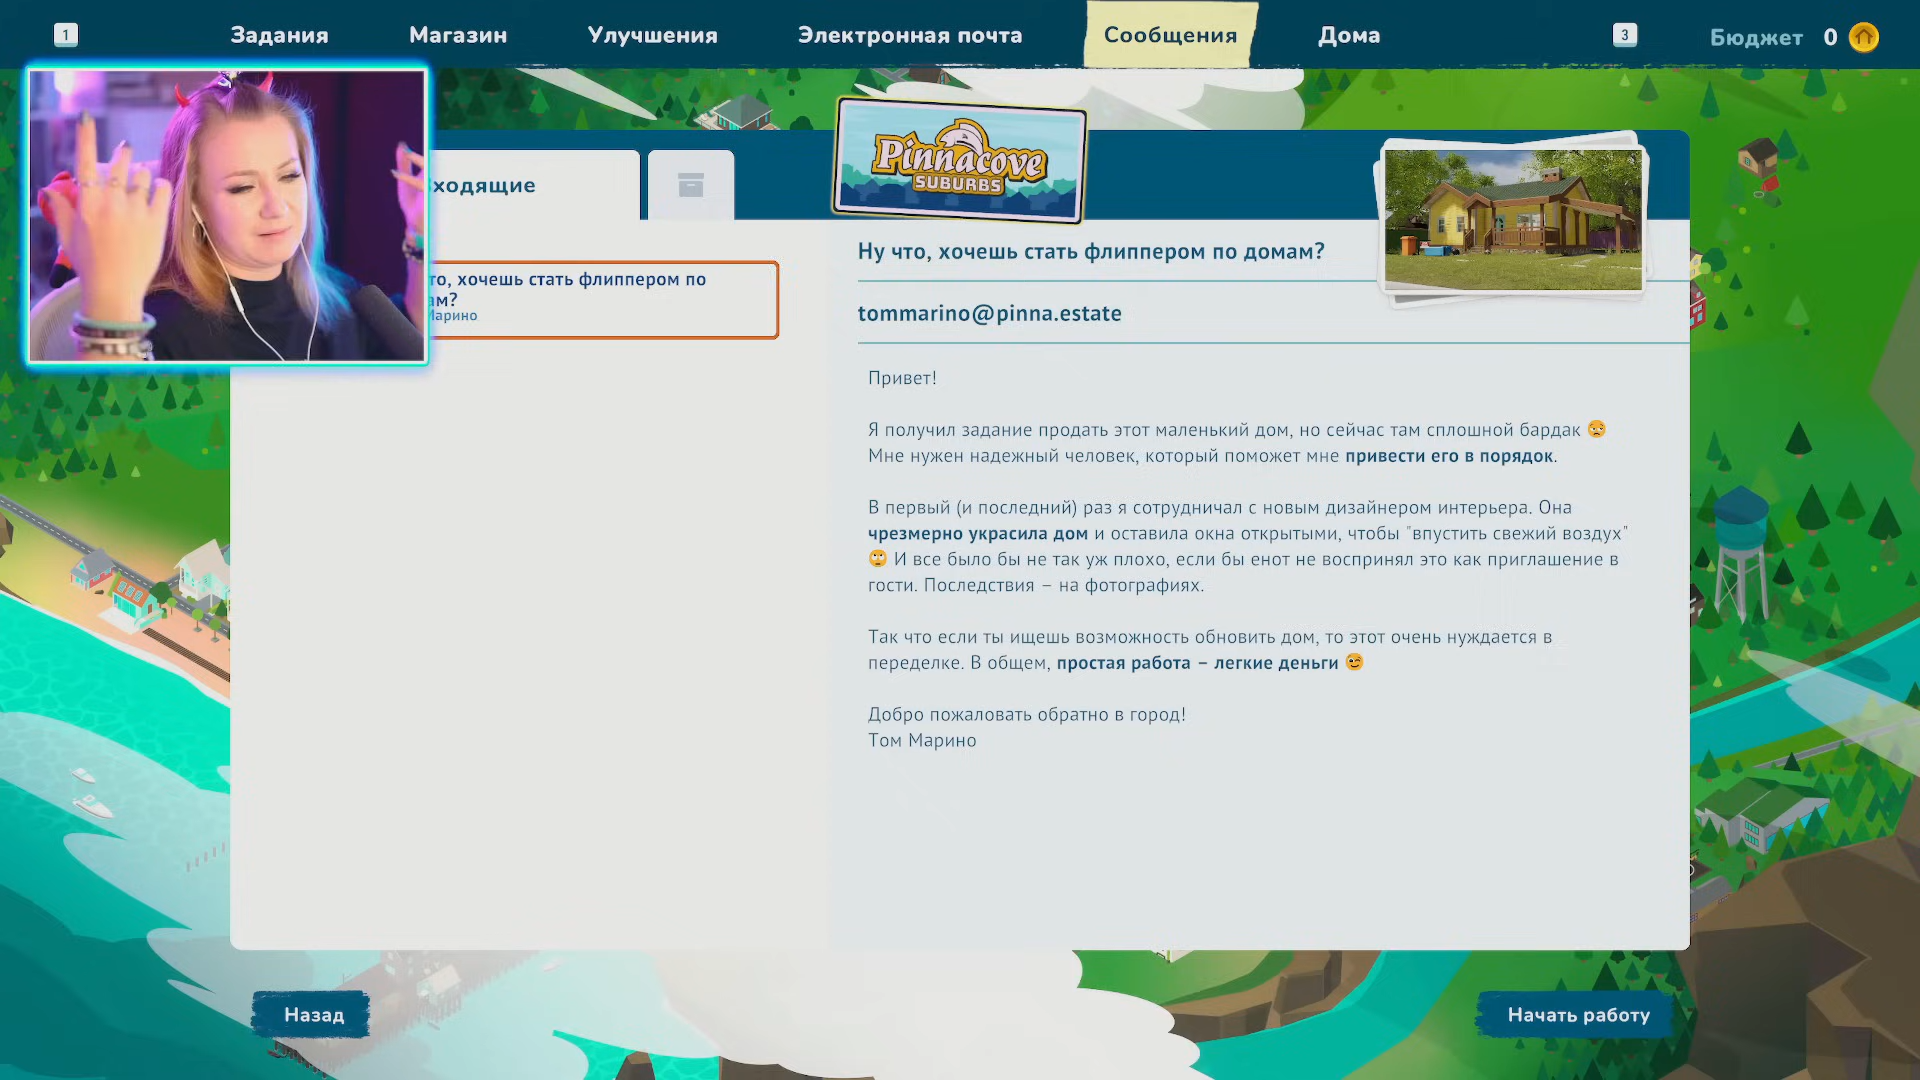 1
Задания
Магазин
Улучшения
Электронная почта
Сообщения
Дома
3
Бюджет 0
ходящие
Pinnacove
SUBURBS
то, хочешь стать флиппером по
ам?
Марино
Ну что, хочешь стать флиппером по домам?
tommarino@pinna.estate
Привет!
Я получил задание продать этот маленький дом, но сейчас там сплошной бардак 😟
Мне нужен надежный человек, который поможет мне привести его в порядок.
В первый (и последний) раз я сотрудничал с новым дизайнером интерьера. Она
чрезмерно украсила дом и оставила окна открытыми, чтобы "впустить свежий воздух"
🙄 И все было бы не так уж плохо, если бы енот не воспринял это как приглашение в
гости. Последствия – на фотографиях.
Так что если ты ищешь возможность обновить дом, то этот очень нуждается в
переделке. В общем, простая работа – легкие деньги 😉
Добро пожаловать обратно в город!
Том Марино
Назад
Начать работу